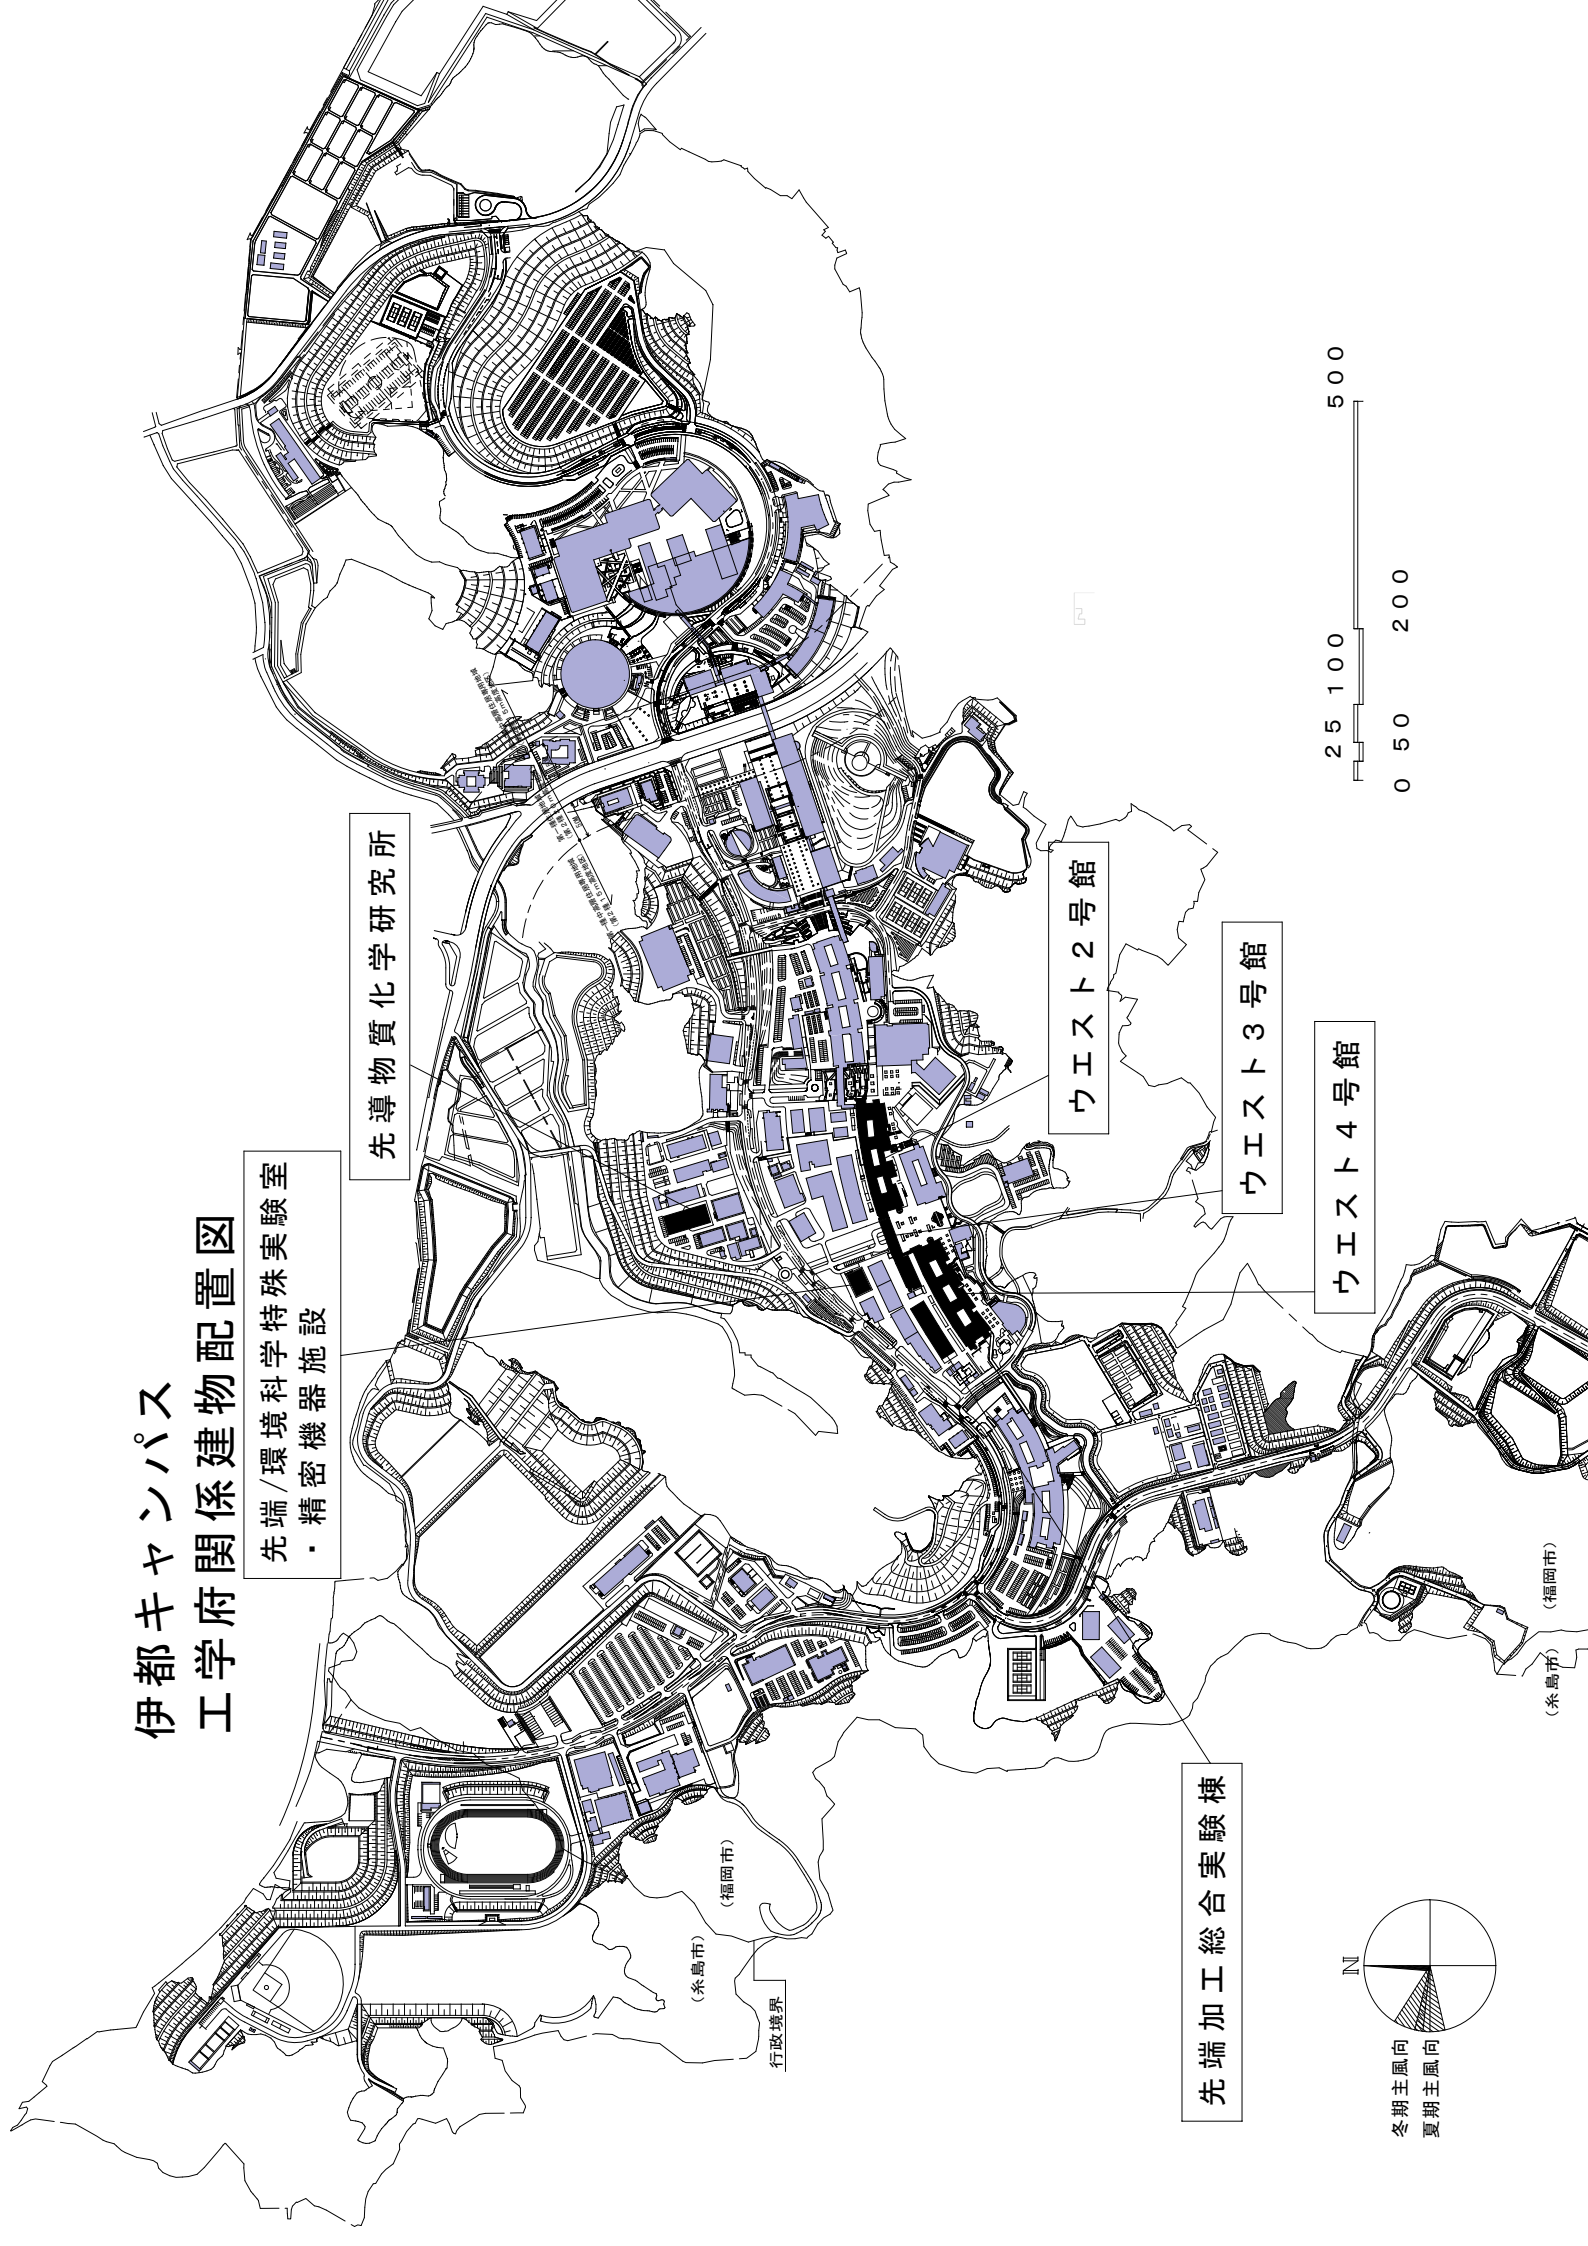 伊都キャンパス
工学府関係建物配置図
先端/環境科学特殊実験室
・精密機器施設
先導物質化学研究所
ウエスト２号館
ウエスト３号館
ウエスト４号館
先端加工総合実験棟
(福岡市)
(糸島市)
行政境界
(福岡市)
(糸島市)
25 100 500
0 50 200
N
冬期主風向
夏期主風向